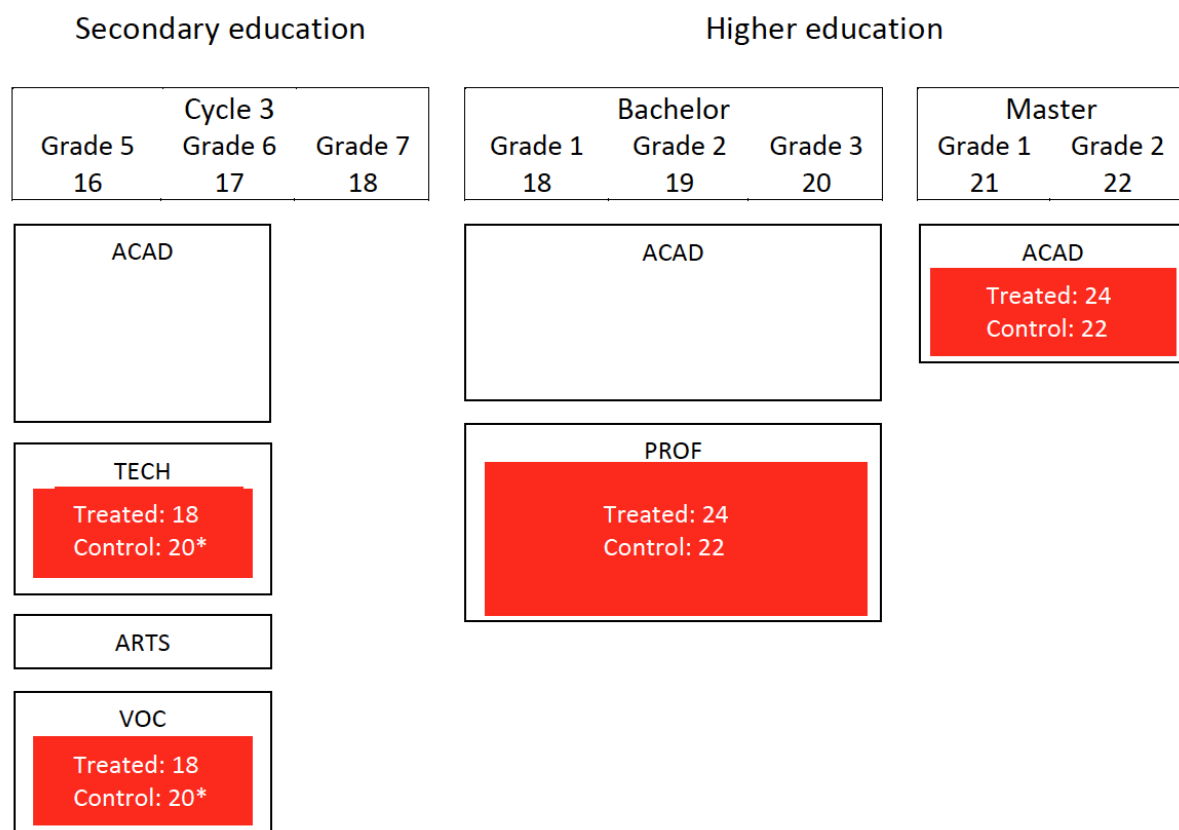 Secondary education
Higher education
Cycle 3
Grade 5 Grade 6 Grade 7
16 17 18
Bachelor
Grade 1 Grade 2 Grade 3
18 19 20
Master
Grade 1 Grade 2
21 22
ACAD
TECH
Treated: 18
Control: 20*
ARTS
VOC
Treated: 18
Control: 20*
ACAD
PROF
Treated: 24
Control: 22
ACAD
Treated: 24
Control: 22